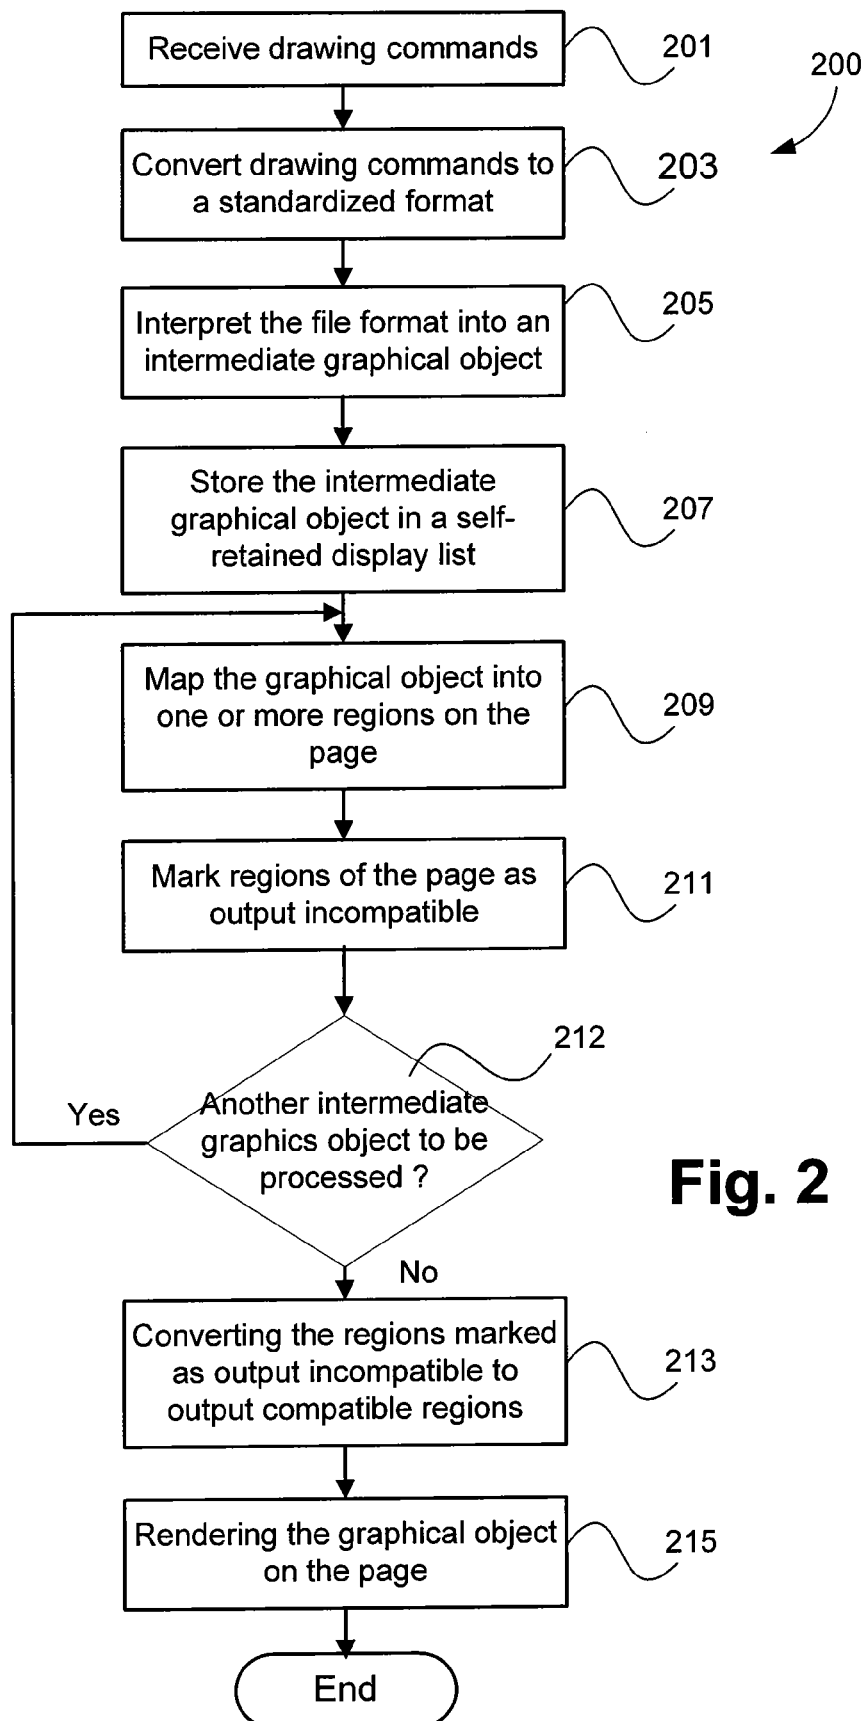 Receive drawing commands
201
200
Convert drawing commands to
a standardized format
203
Interpret the file format into an
intermediate graphical object
205
Store the intermediate
graphical object in a self-
retained display list
207
Map the graphical object into
one or more regions on the
page
209
Mark regions of the page as
output incompatible
211
212
Another intermediate
graphics object to be
processed ?
Yes
Fig. 2
No
Converting the regions marked
as output incompatible to
output compatible regions
213
Rendering the graphical object
on the page
215
End